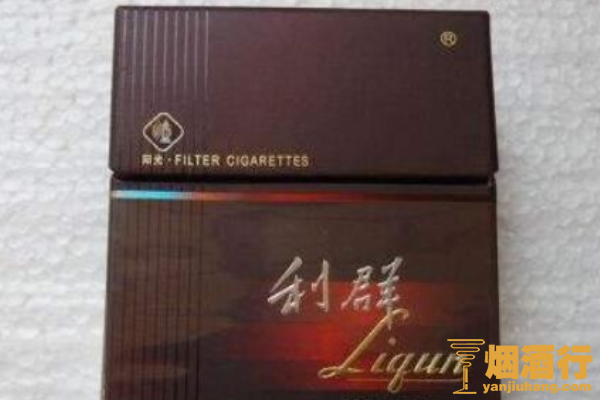 ®
阳光·FILTER CIGARETTES
利群
Liqun
烟酒行
yanjiuhang.com